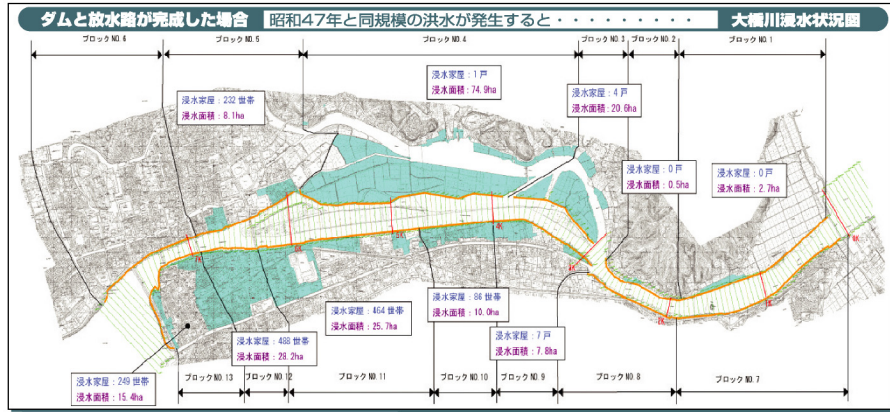 ダムと放水路が完成した場合
昭和47年と同規模の洪水が発生すると・・・・・・・・・
大橋川浸水状況図
ブロックNO.6
ブロックNO.5
ブロックNO.4
ブロックNO.3
ブロックNO.2
ブロックNO.1
浸水家屋：1戸
浸水面積：74.9ha
浸水家屋：232世帯
浸水面積：8.1ha
浸水家屋：4戸
浸水面積：20.6ha
浸水家屋：0戸
浸水面積：0.5ha
浸水家屋：0戸
浸水面積：2.7ha
浸水家屋：464世帯
浸水面積：25.7ha
浸水家屋：86世帯
浸水面積：10.0ha
浸水家屋：488世帯
浸水面積：28.2ha
浸水家屋：7戸
浸水面積：7.8ha
浸水家屋：249世帯
浸水面積：15.4ha
ブロックNO.13
ブロックNO.12
ブロックNO.11
ブロックNO.10
ブロックNO.9
ブロックNO.8
ブロックNO.7